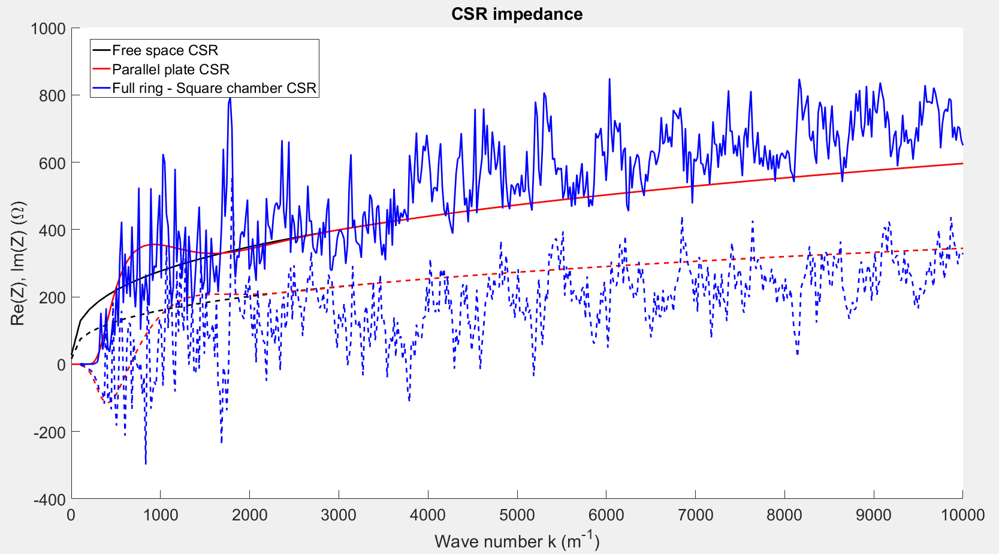 CSR impedance
1000
800
600
400
200
0
-200
-400
Re(Z), Im(Z) (Ω)
Free space CSR
Parallel plate CSR
Full ring - Square chamber CSR
0 1000 2000 3000 4000 5000 6000 7000 8000 9000 10000
Wave number k (m⁻¹)